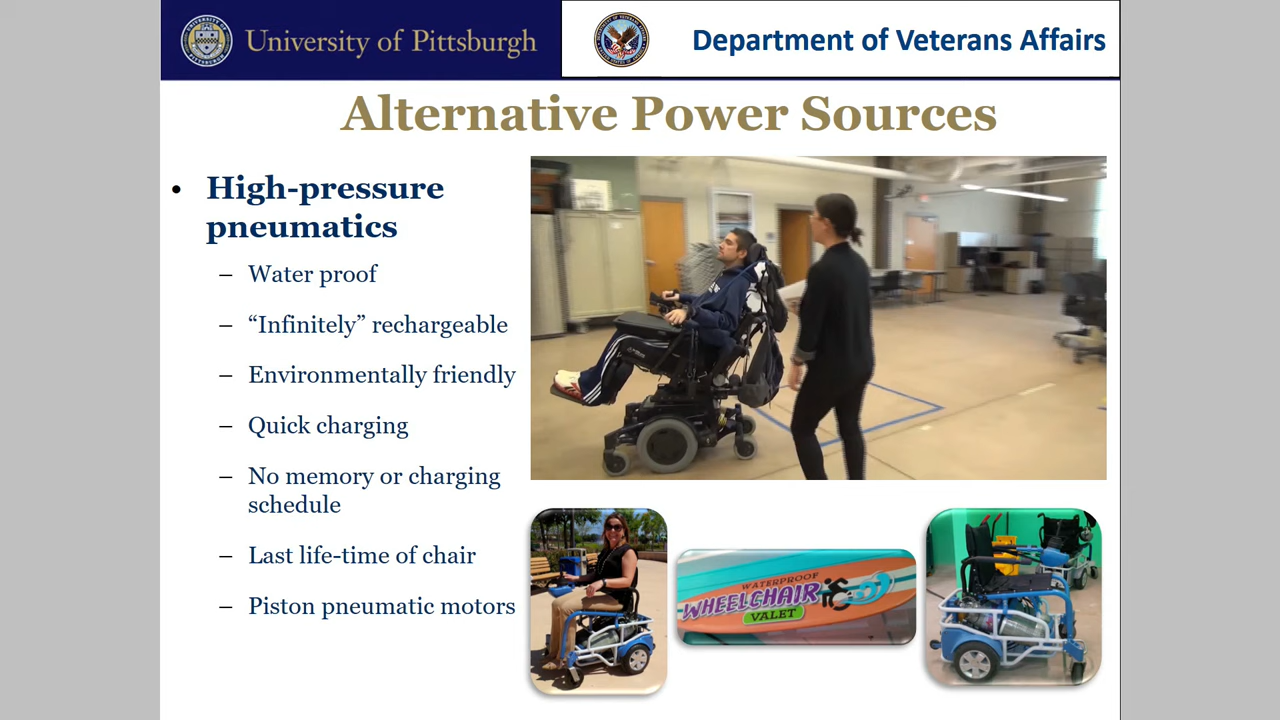 University of Pittsburgh
Department of Veterans Affairs
Alternative Power Sources
• High-pressure
pneumatics
– Water proof
– “Infinitely” rechargeable
– Environmentally friendly
– Quick charging
– No memory or charging
schedule
– Last life-time of chair
– Piston pneumatic motors
WATERPROOF
WHEELCHAIR
VALET